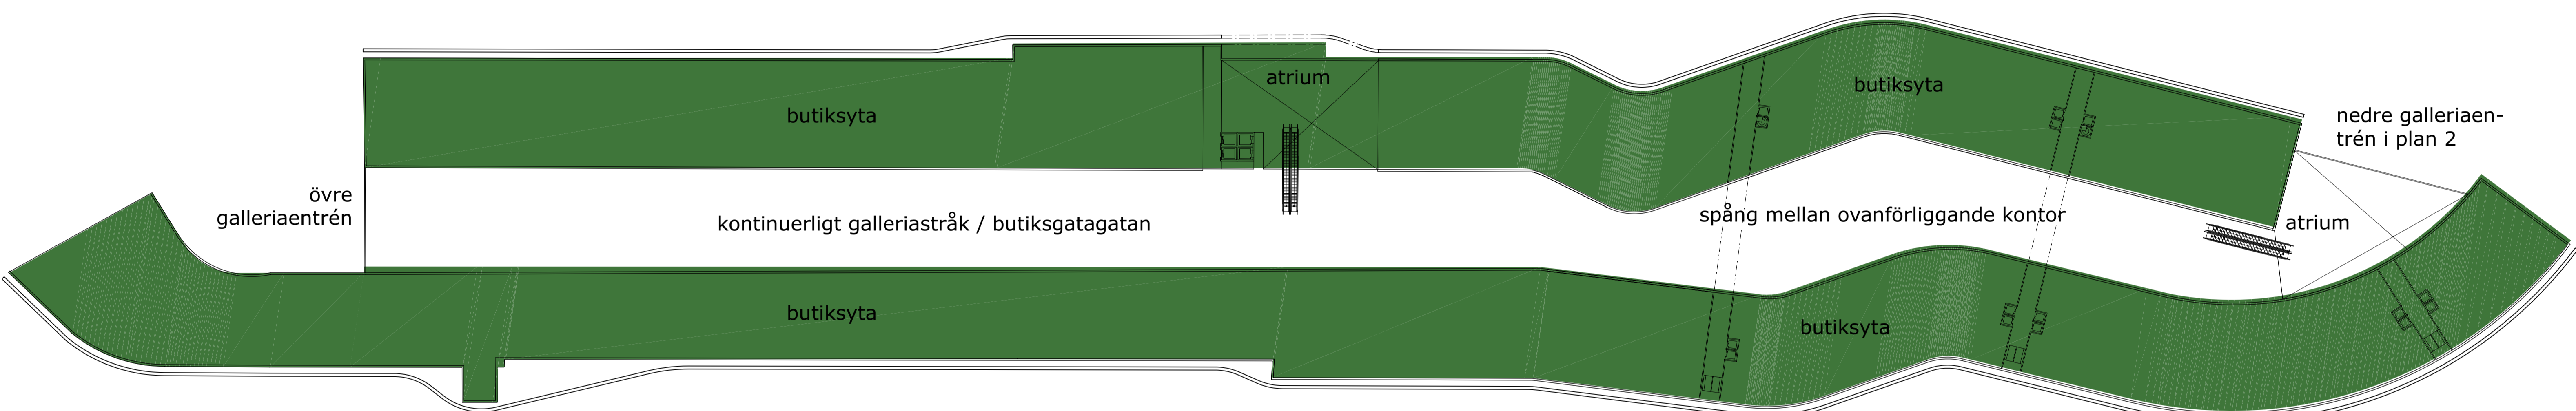 atrium
butiksyta
butiksyta
nedre galleriaen-
trén i plan 2
övre
galleriaentrén
kontinuerligt galleriastråk / butiksgatagatan
spång mellan ovanförliggande kontor
atrium
butiksyta
butiksyta